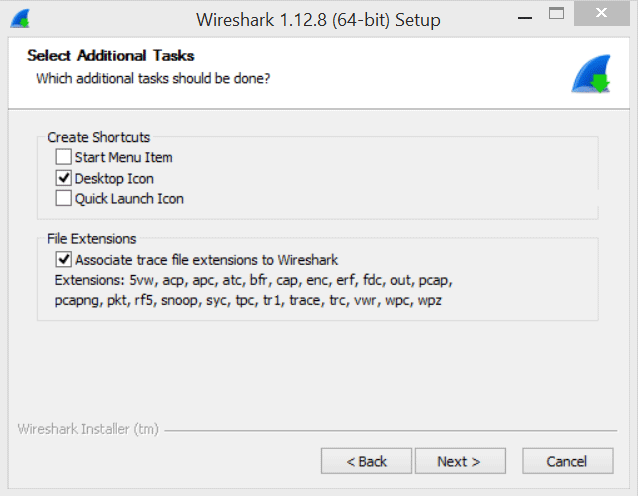 Wireshark 1.12.8 (64-bit) Setup
Select Additional Tasks
Which additional tasks should be done?
Create Shortcuts
Start Menu Item
Desktop Icon
Quick Launch Icon
File Extensions
Associate trace file extensions to Wireshark
Extensions: 5vw, acp, apc, atc, bfr, cap, enc, erf, fdc, out, pcap,
pcapng, pkt, rf5, snoop, syc, tpc, tr1, trace, trc, vwr, wpc, wpz
Wireshark Installer (tm)
< Back
Next >
Cancel